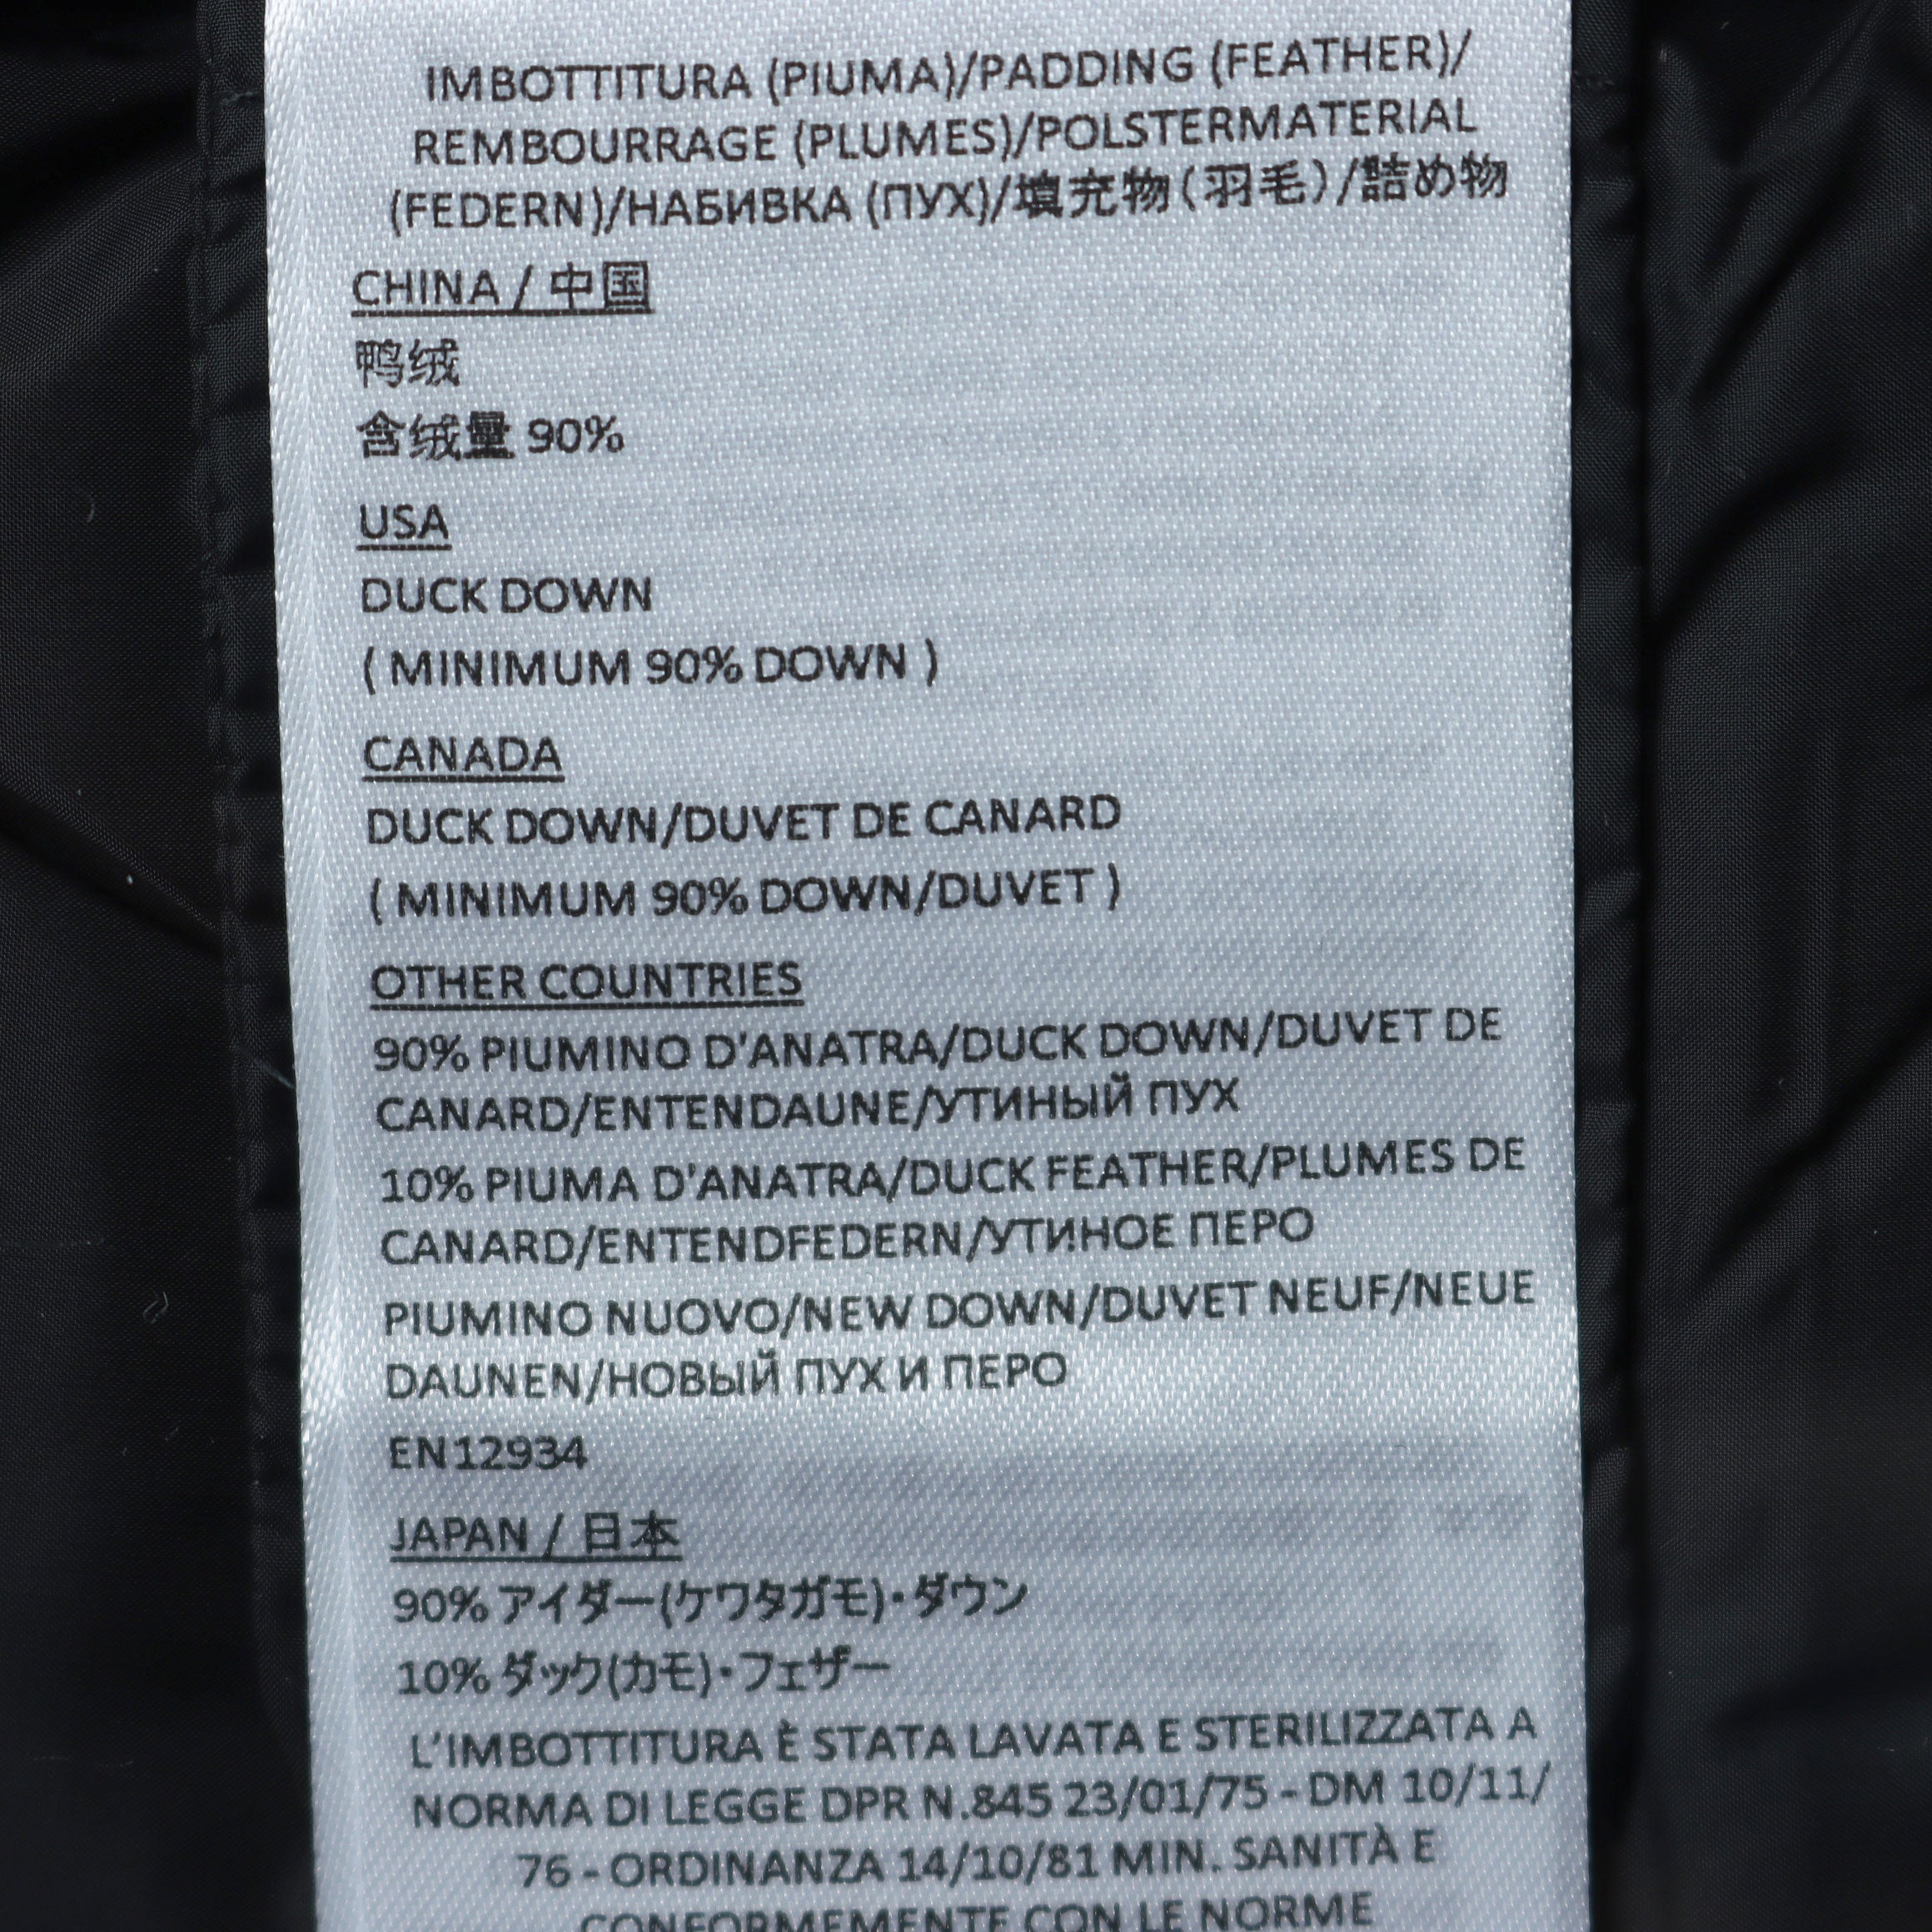 IMBOTTITURA (PIUMA)/PADDING (FEATHER)/
REMBOURRAGE (PLUMES)/POLSTERMATERIAL
(FEDERN)/НАБИВКА (ПУХ)/填充物(羽毛)/詰め物
CHINA / 中国
鸭绒
含绒量 90%
USA
DUCK DOWN
( MINIMUM 90% DOWN )
CANADA
DUCK DOWN/DUVET DE CANARD
( MINIMUM 90% DOWN/DUVET )
OTHER COUNTRIES
90% PIUMINO D'ANATRA/DUCK DOWN/DUVET DE
CANARD/ENTENDAUNE/УТИНЫЙ ПУХ
10% PIUMA D'ANATRA/DUCK FEATHER/PLUMES DE
CANARD/ENTENDFEDERN/УТИНОЕ ПЕРО
PIUMINO NUOVO/NEW DOWN/DUVET NEUF/NEUE
DAUNEN/НОВЫЙ ПУХ И ПЕРО
EN12934
JAPAN / 日本
90% アイダー(ケワタガモ)・ダウン
10% ダック(カモ)・フェザー
L'IMBOTTITURA È STATA LAVATA E STERILIZZATA A
NORMA DI LEGGE DPR N.845 23/01/75 - DM 10/11/
76 - ORDINANZA 14/10/81 MIN. SANITÀ E
CONFORMEMENTE CON LE NORME